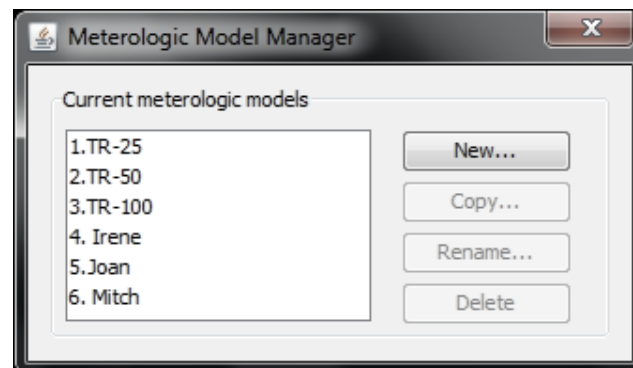 Meterologic Model Manager
x
Current meterologic models
1.TR-25
2.TR-50
3.TR-100
4. Irene
5.Joan
6. Mitch
New...
Copy...
Rename...
Delete